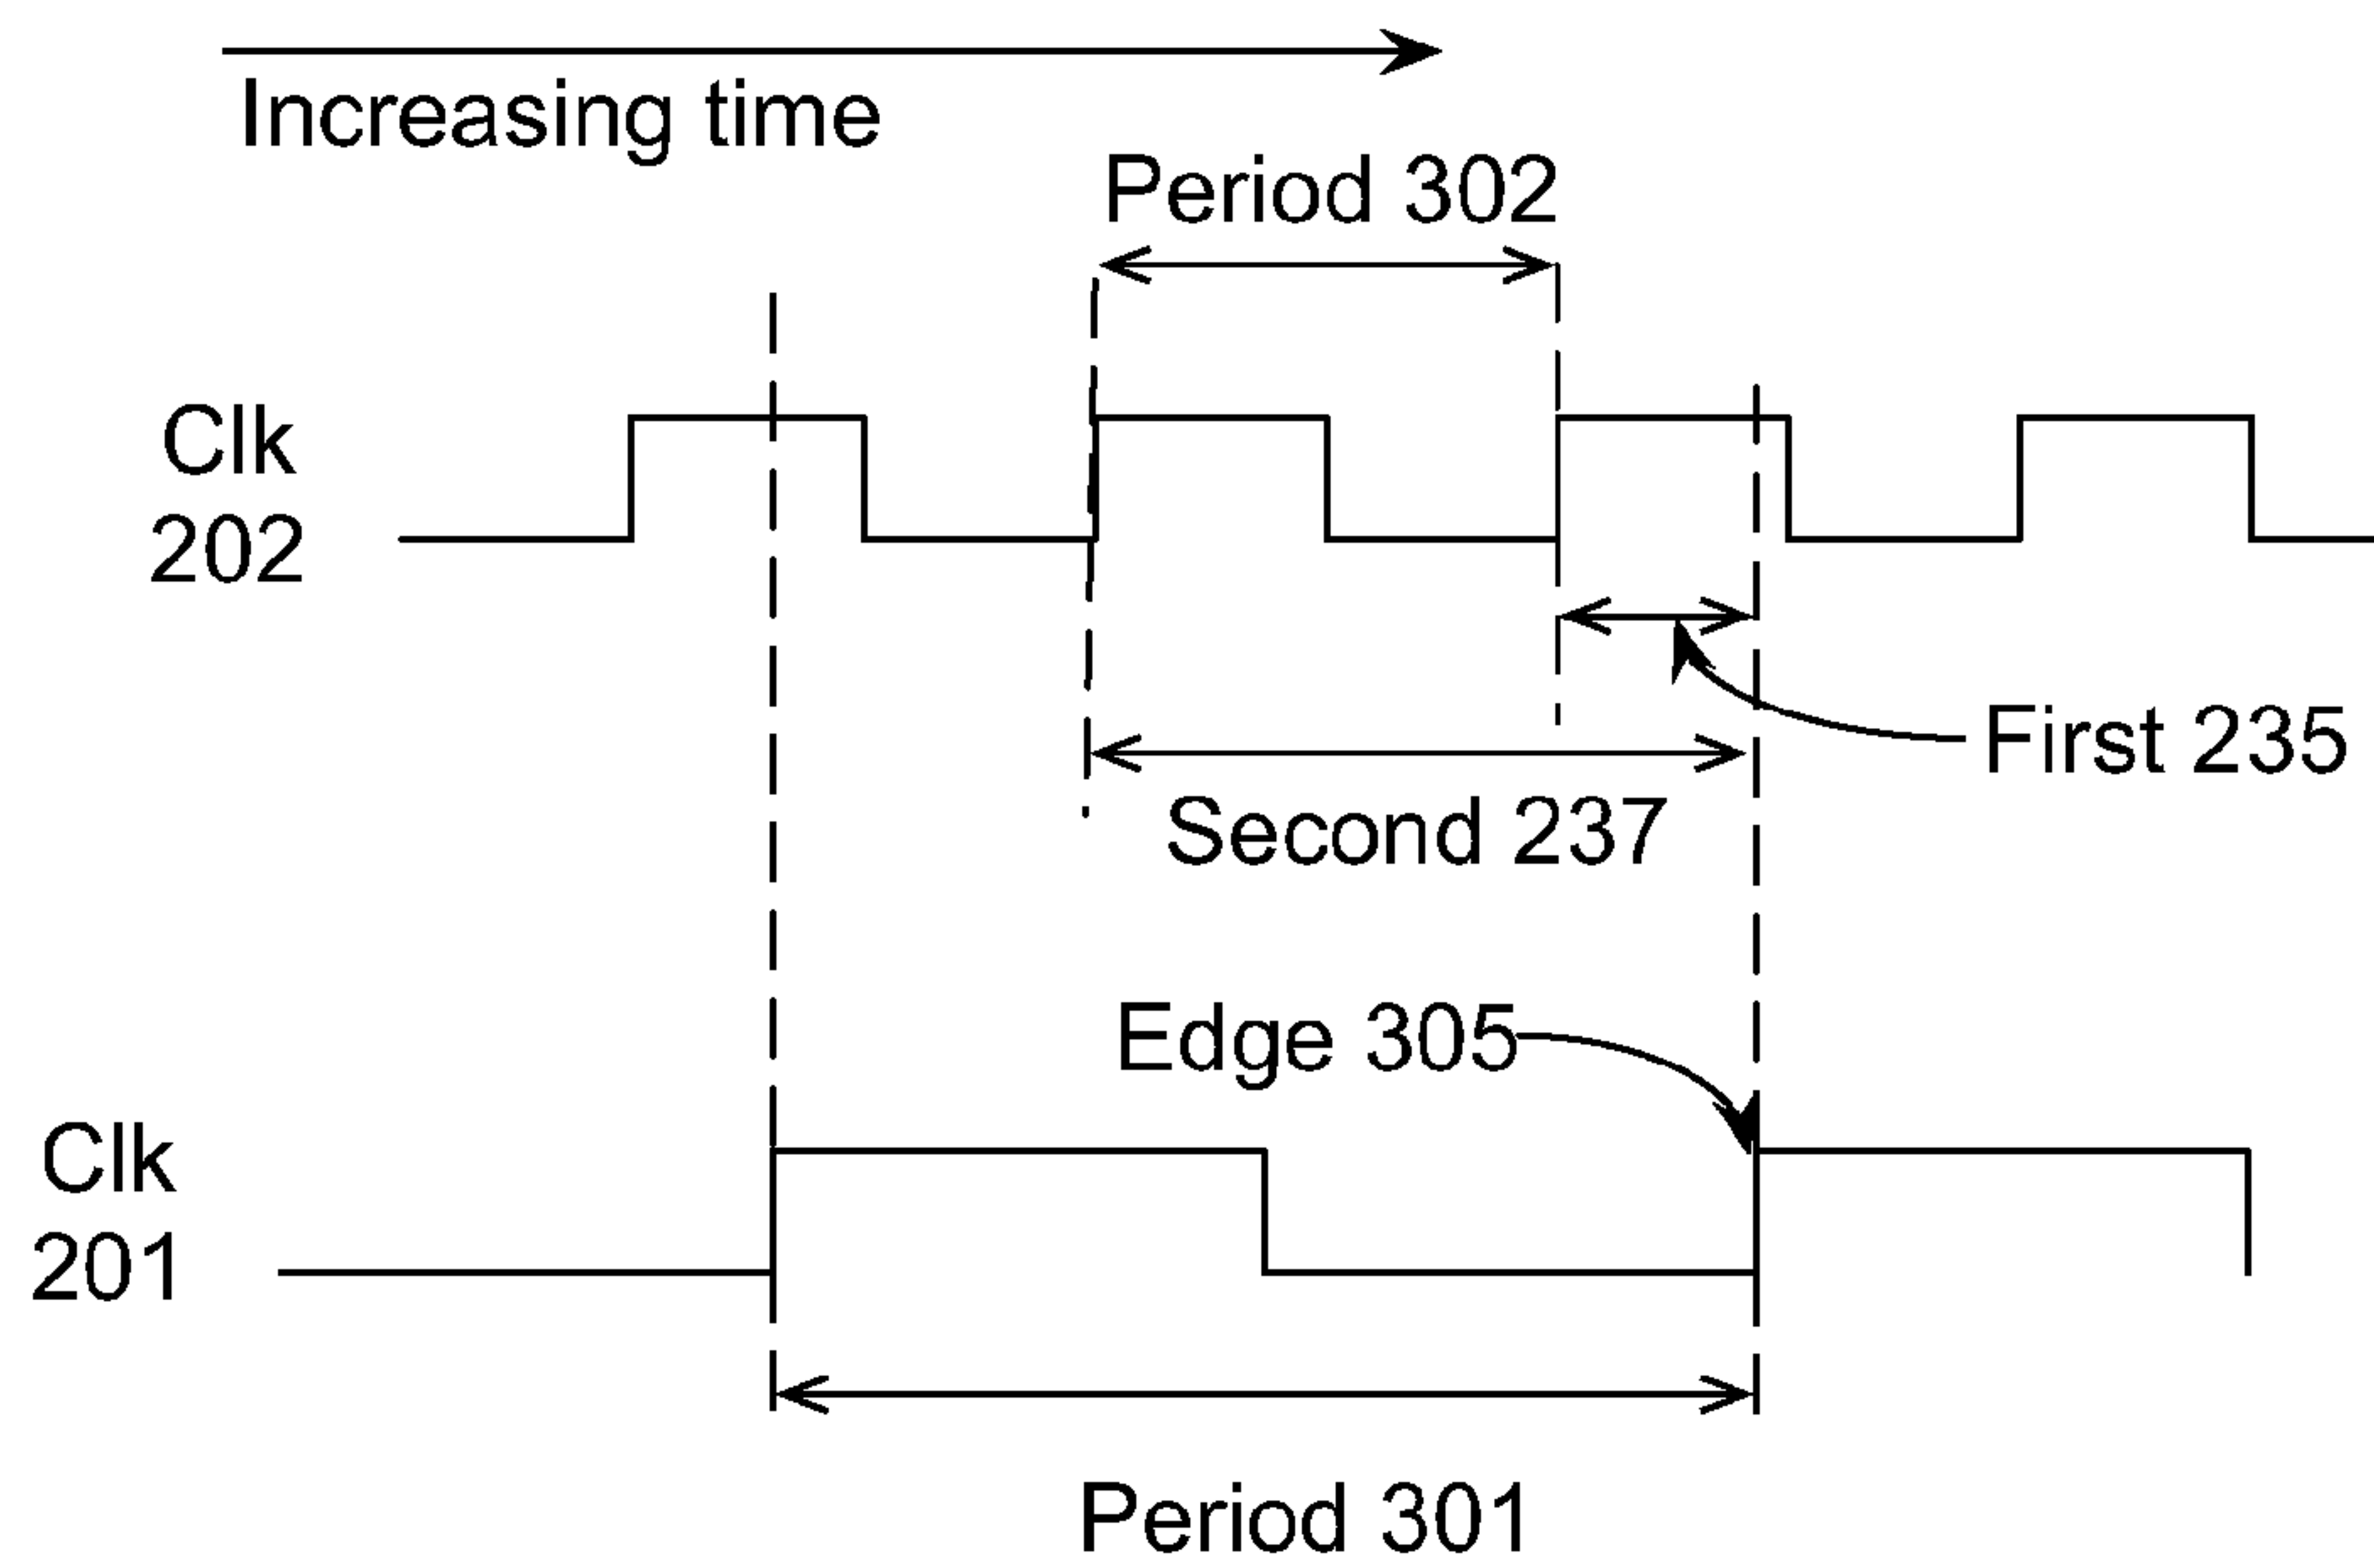 Increasing time
Period 302
Clk
202
First 235
Second 237
Edge 305
Clk
201
Period 301